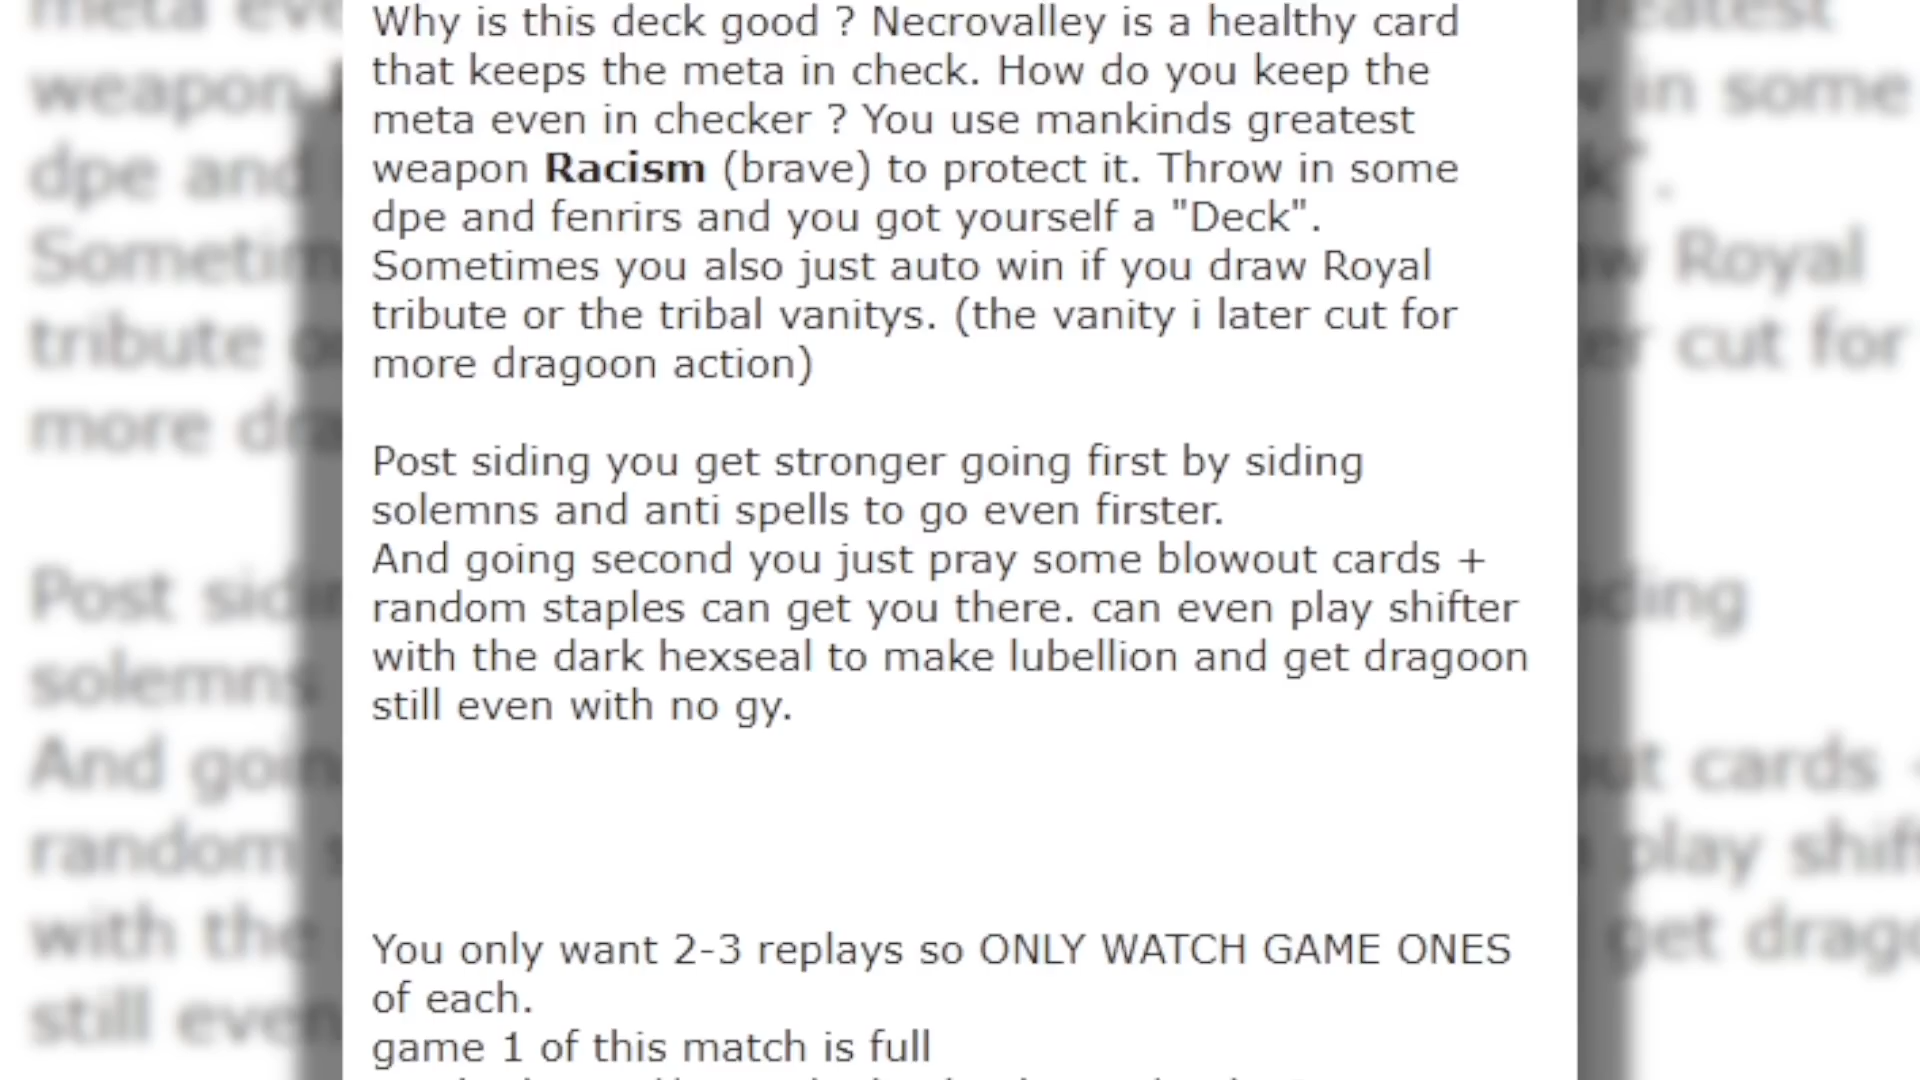 Why is this deck good ? Necrovalley is a healthy card
that keeps the meta in check. How do you keep the
meta even in checker ? You use mankinds greatest
weapon Racism (brave) to protect it. Throw in some
dpe and fenrirs and you got yourself a "Deck".
Sometimes you also just auto win if you draw Royal
tribute or the tribal vanitys. (the vanity i later cut for
more dragoon action)
Post siding you get stronger going first by siding
solemns and anti spells to go even firster.
And going second you just pray some blowout cards +
random staples can get you there. can even play shifter
with the dark hexseal to make lubellion and get dragoon
still even with no gy.
You only want 2-3 replays so ONLY WATCH GAME ONES
of each.
game 1 of this match is full